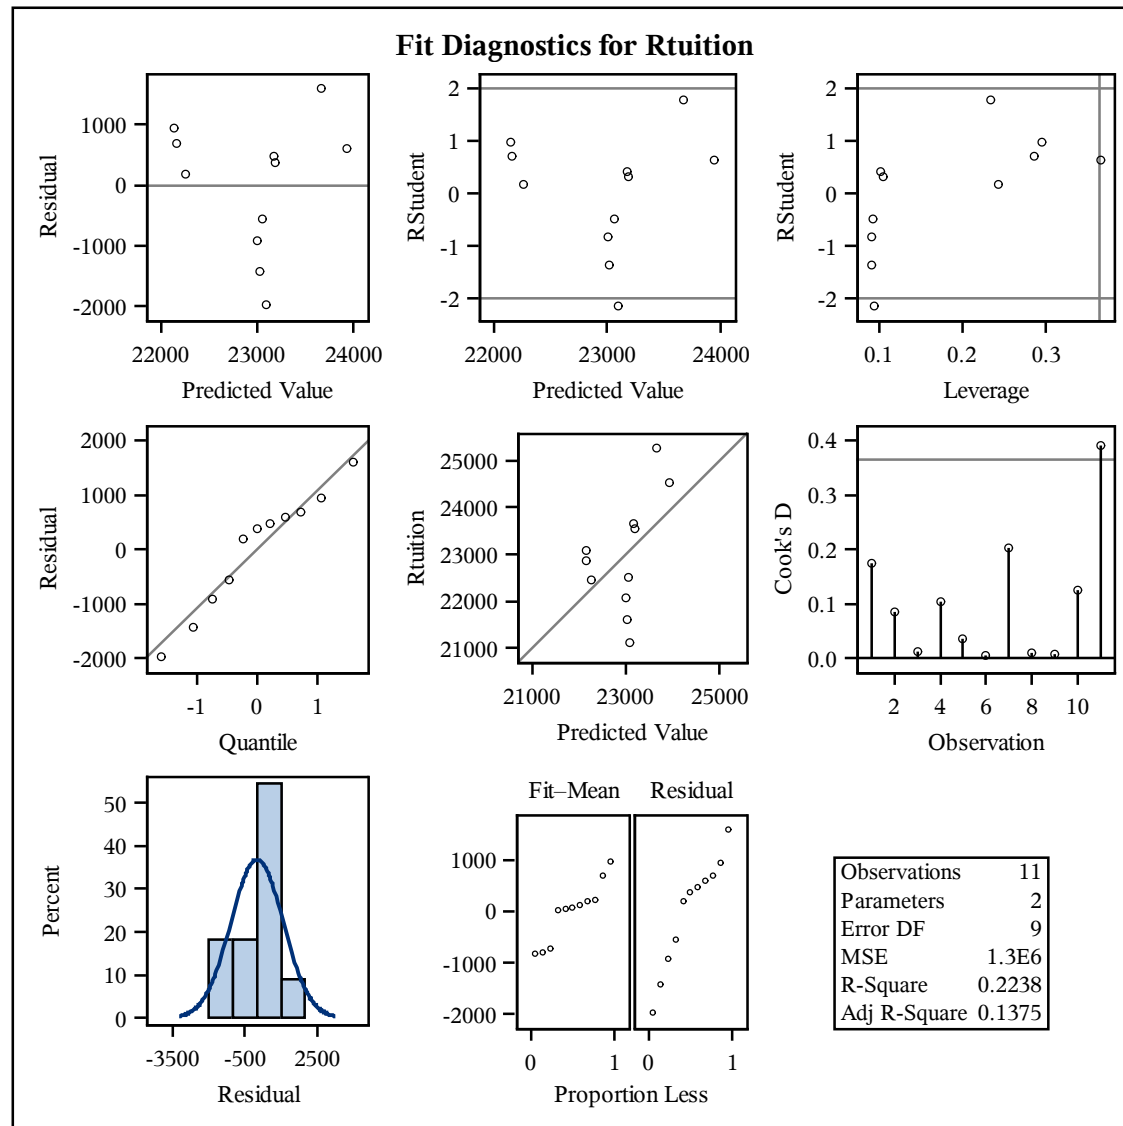 Fit Diagnostics for Rtuition
1000
0
-1000
-2000
Residual
22000 23000 24000
Predicted Value
2
1
0
-1
-2
RStudent
22000 23000 24000
Predicted Value
2
1
0
-1
-2
RStudent
0.1 0.2 0.3
Leverage
2000
1000
0
-1000
-2000
Residual
-1 0 1
Quantile
25000
24000
23000
22000
21000
Rtuition
21000 23000 25000
Predicted Value
0.4
0.3
0.2
0.1
0.0
Cook's D
2 4 6 8 10
Observation
50
40
30
20
10
0
Percent
-3500 -500 2500
Residual
Fit–Mean Residual
1000
0
-1000
-2000
0 1 0 1
Proportion Less
Observations 11
Parameters 2
Error DF 9
MSE 1.3E6
R-Square 0.2238
Adj R-Square 0.1375